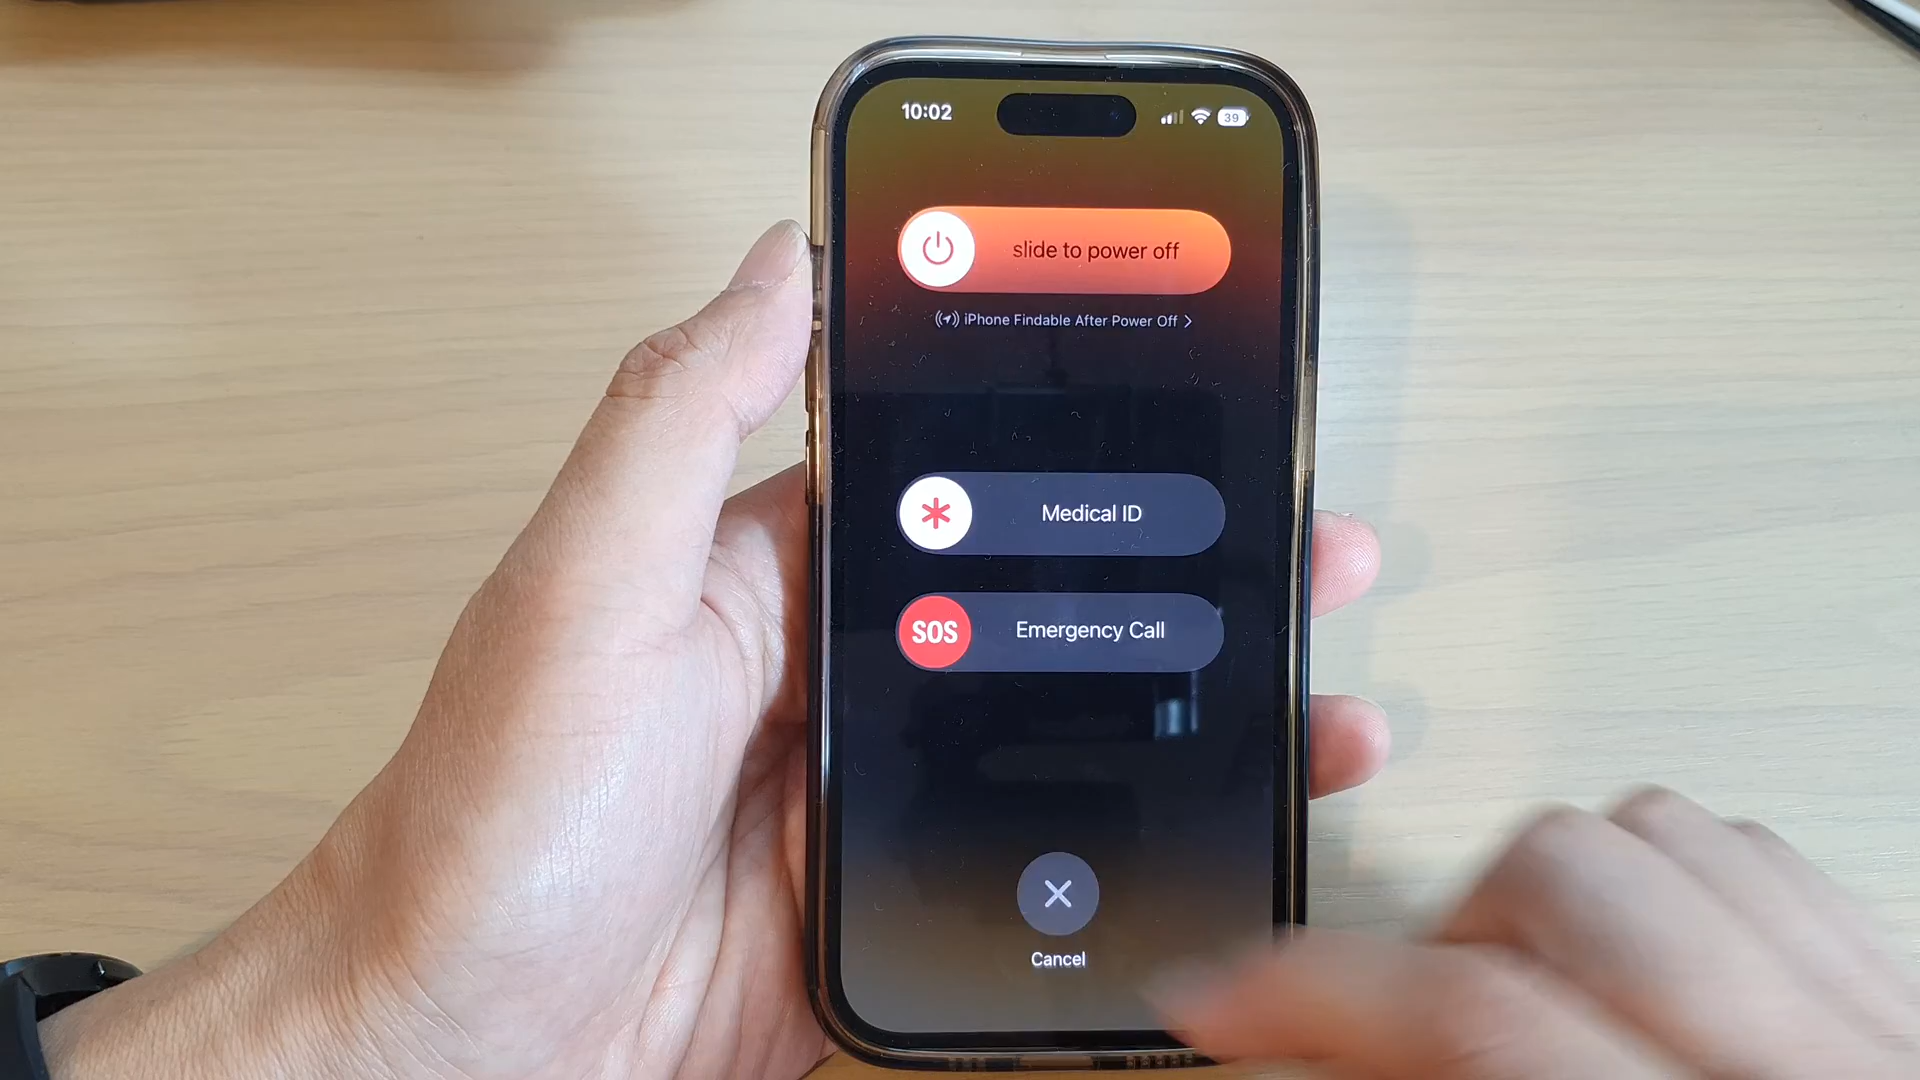 10:02
39
slide to power off
iPhone Findable After Power Off
Medical ID
SOS
Emergency Call
Cancel